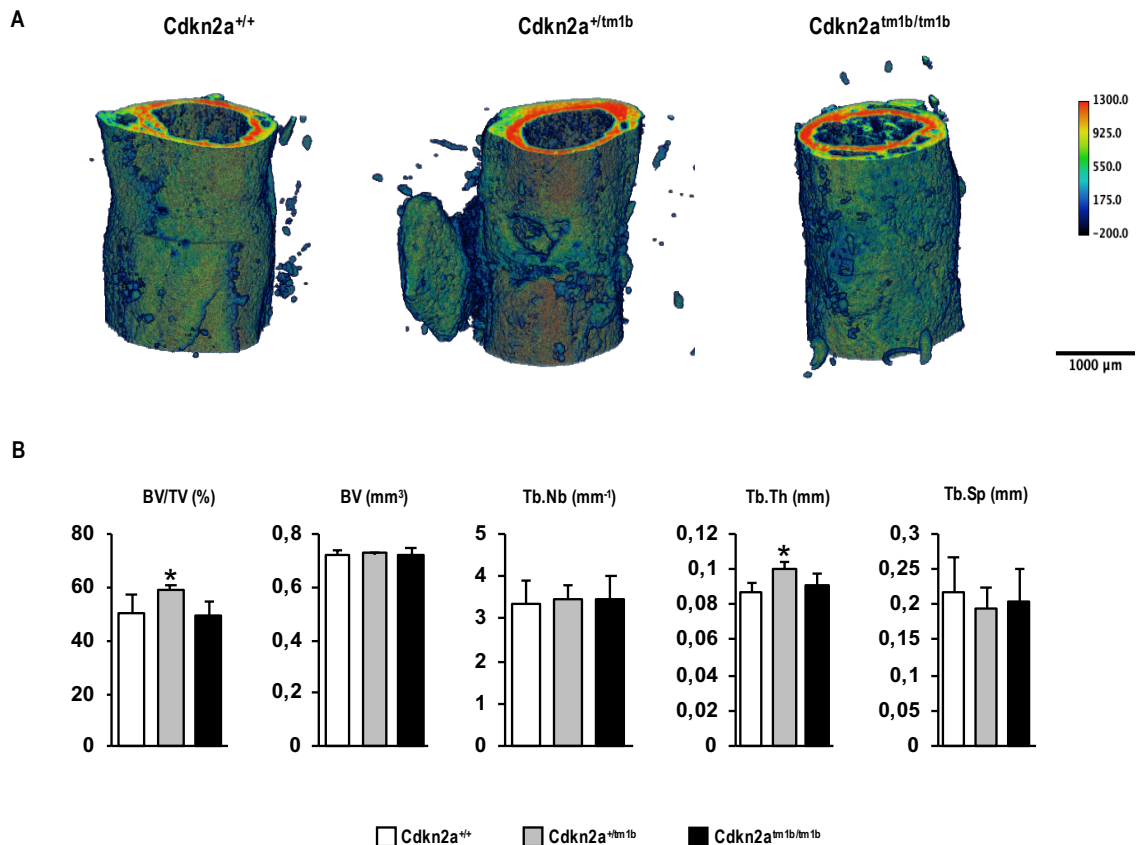 A
Cdkn2a+/+
Cdkn2a+/tm1b
Cdkn2atm1b/tm1b
1300.0
925.0
550.0
175.0
−200.0
1000 µm
B
BV/TV (%)
80
60
40
20
0
*
BV (mm³)
0,8
0,6
0,4
0,2
0
Tb.Nb (mm⁻¹)
5
4
3
2
1
0
Tb.Th (mm)
0,12
0,1
0,08
0,06
0,04
0,02
0
*
Tb.Sp (mm)
0,3
0,25
0,2
0,15
0,1
0,05
0
Cdkn2a+/+
Cdkn2a+/tm1b
Cdkn2atm1b/tm1b